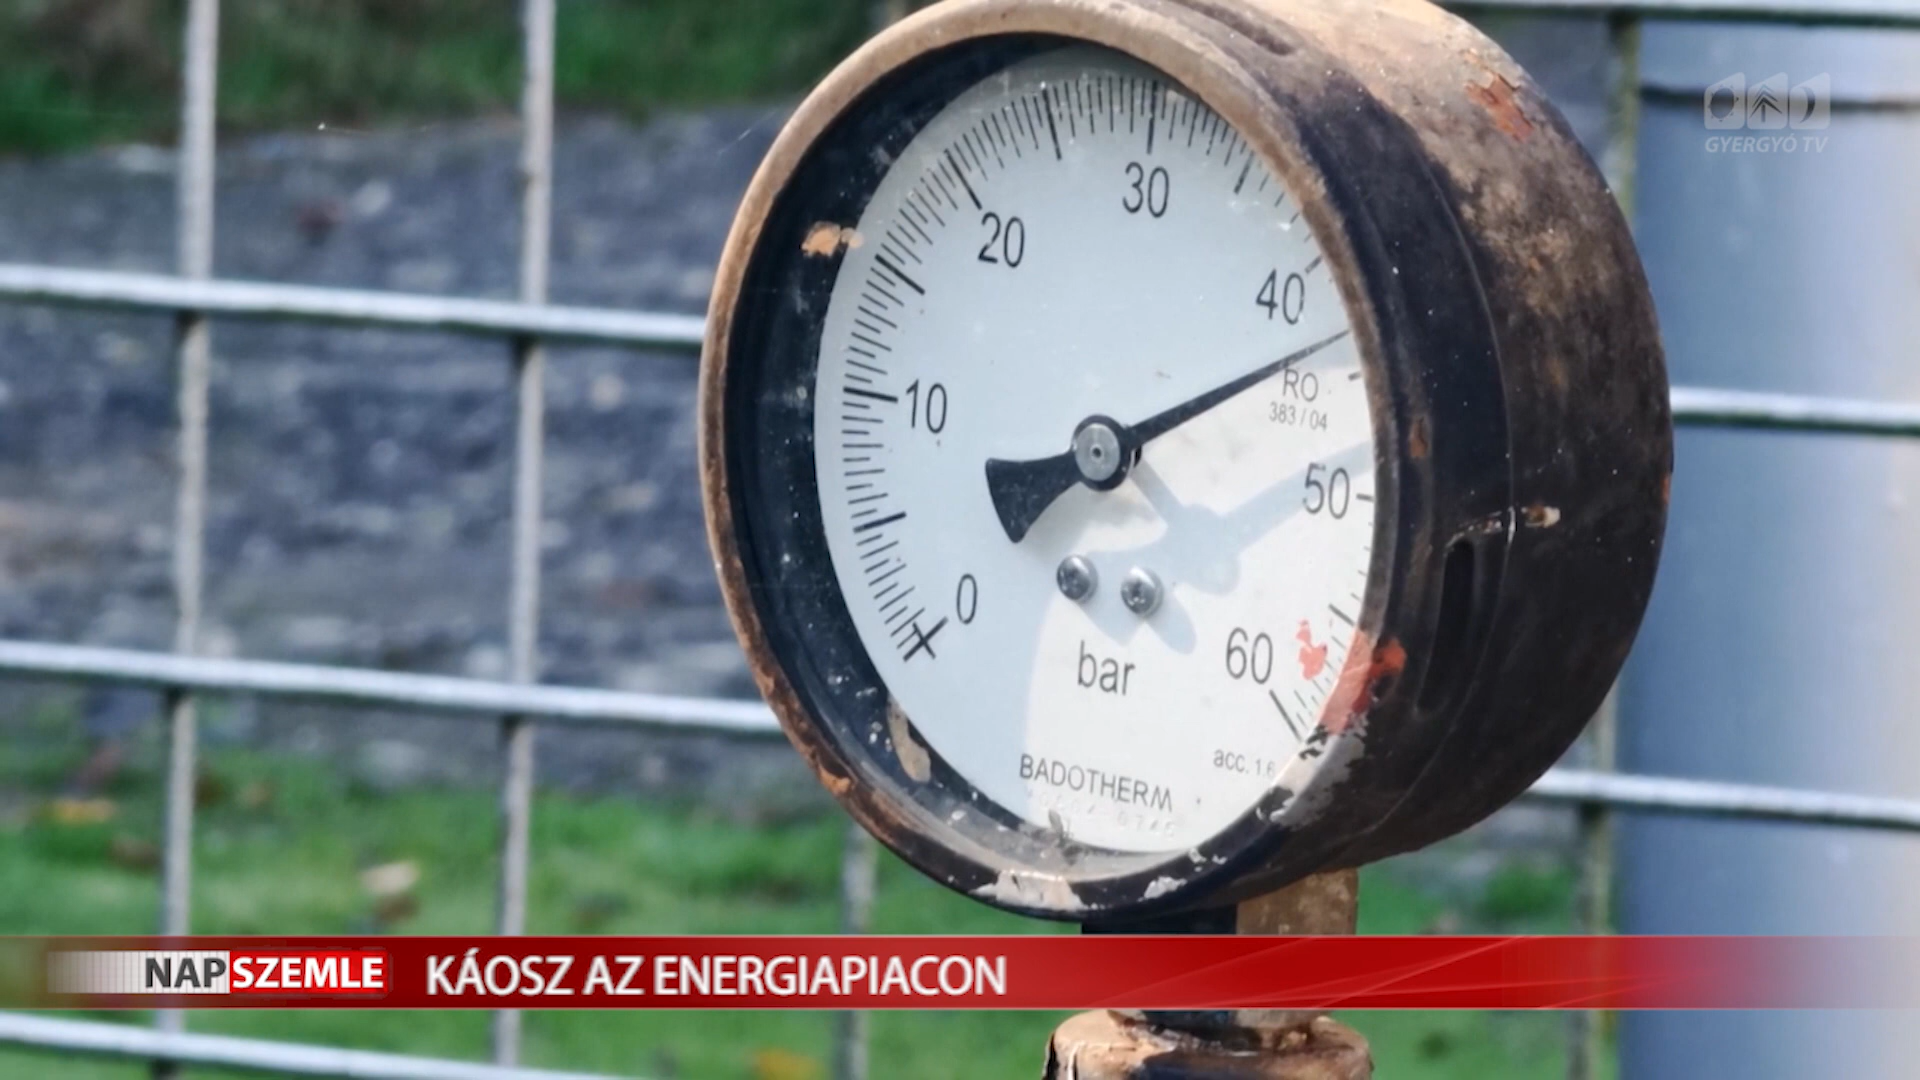 GYERGYÓ TV
30
20
40
RO
383 / 04
10
50
0
60
bar
acc. 1.6
BADOTHERM
NAPSZEMLE
KÁOSZ AZ ENERGIAPIACON